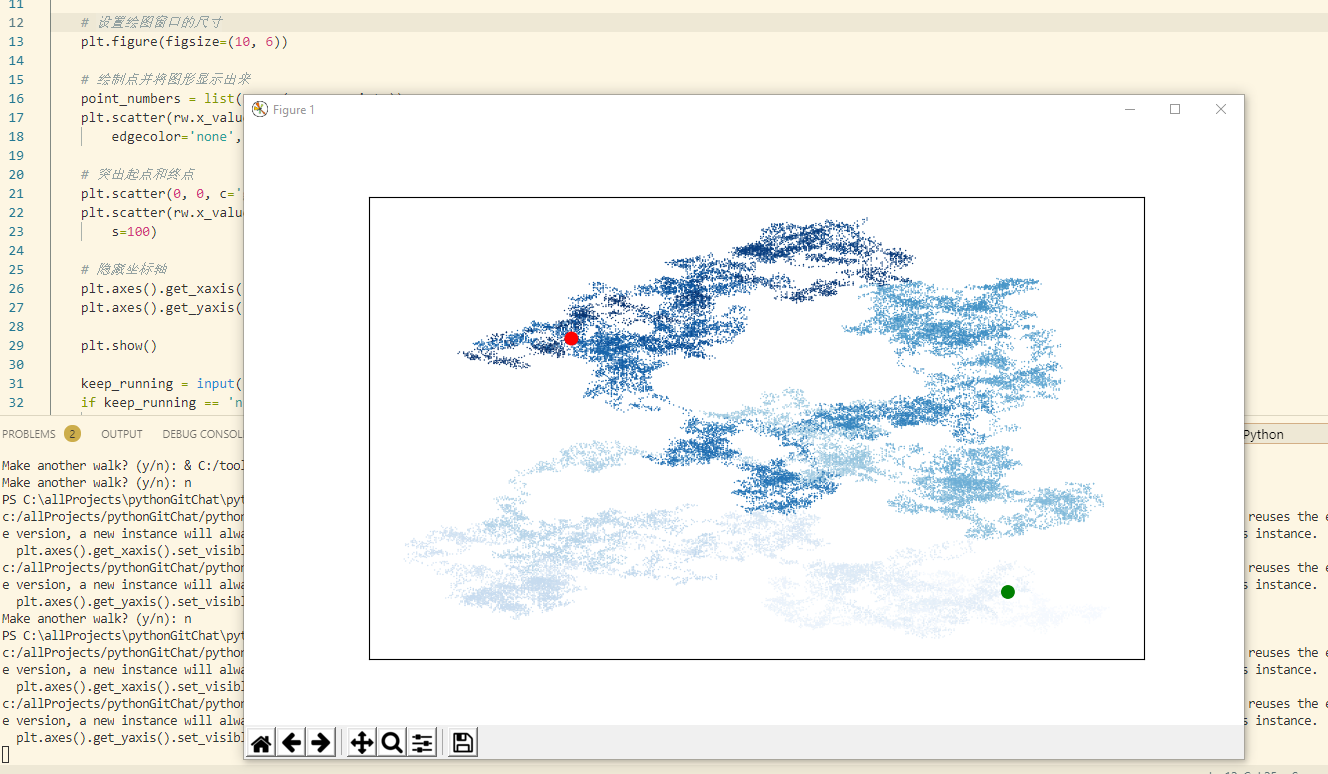 11
12 # 设置绘图窗口的尺寸
13 plt.figure(figsize=(10, 6))
14
15 # 绘制点并将图形显示出来
16 point_numbers = list(
17 plt.scatter(rw.x_valu
18 edgecolor='none',
19
20 # 突出起点和终点
21 plt.scatter(0, 0, c='
22 plt.scatter(rw.x_valu
23 s=100)
24
25 # 隐藏坐标轴
26 plt.axes().get_xaxis(
27 plt.axes().get_yaxis(
28
29 plt.show()
30
31 keep_running = input(
32 if keep_running == 'n
Figure 1
PROBLEMS 2 OUTPUT DEBUG CONSOL
Python
Make another walk? (y/n): & C:/tool
Make another walk? (y/n): n
PS C:\allProjects\pythonGitChat\pyt
c:/allProjects/pythonGitChat/python reuses the e
e version, a new instance will alwa s instance.
plt.axes().get_xaxis().set_visibl
c:/allProjects/pythonGitChat/python reuses the e
e version, a new instance will alwa s instance.
plt.axes().get_yaxis().set_visibl
Make another walk? (y/n): n
PS C:\allProjects\pythonGitChat\pyt
c:/allProjects/pythonGitChat/python reuses the e
e version, a new instance will alwa s instance.
plt.axes().get_xaxis().set_visibl
c:/allProjects/pythonGitChat/python reuses the e
e version, a new instance will alwa s instance.
plt.axes().get_yaxis().set_visibl